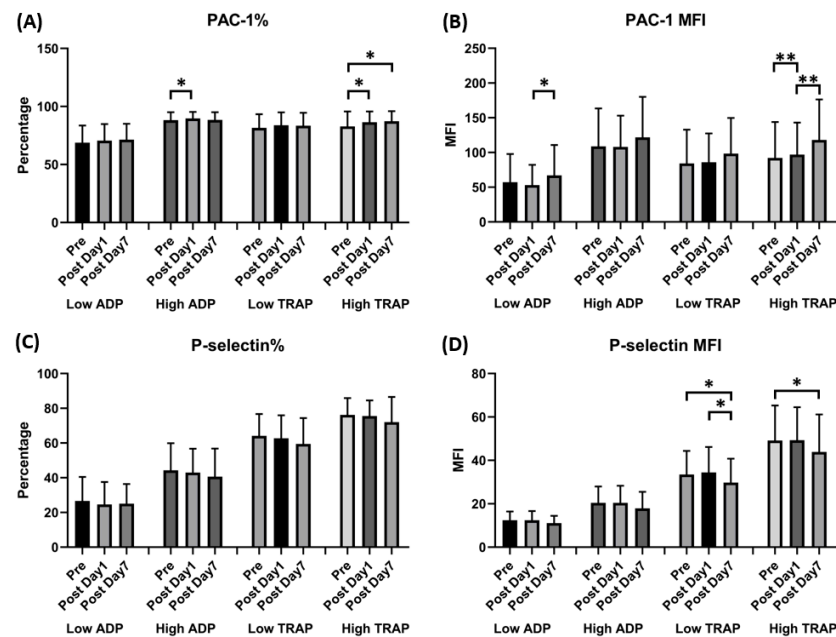 (A)
PAC-1%
Percentage
150
100
50
0
*
*
*
Pre
Post Day1
Post Day7
Pre
Post Day1
Post Day7
Pre
Post Day1
Post Day7
Pre
Post Day1
Post Day7
Low ADP
High ADP
Low TRAP
High TRAP
(B)
PAC-1 MFI
MFI
250
200
150
100
50
0
*
**
**
Pre
Post Day1
Post Day7
Pre
Post Day1
Post Day7
Pre
Post Day1
Post Day7
Pre
Post Day1
Post Day7
Low ADP
High ADP
Low TRAP
High TRAP
(C)
P-selectin%
Percentage
100
80
60
40
20
0
Pre
Post Day1
Post Day7
Pre
Post Day1
Post Day7
Pre
Post Day1
Post Day7
Pre
Post Day1
Post Day7
Low ADP
High ADP
Low TRAP
High TRAP
(D)
P-selectin MFI
MFI
80
60
40
20
0
*
*
*
Pre
Post Day1
Post Day7
Pre
Post Day1
Post Day7
Pre
Post Day1
Post Day7
Pre
Post Day1
Post Day7
Low ADP
High ADP
Low TRAP
High TRAP